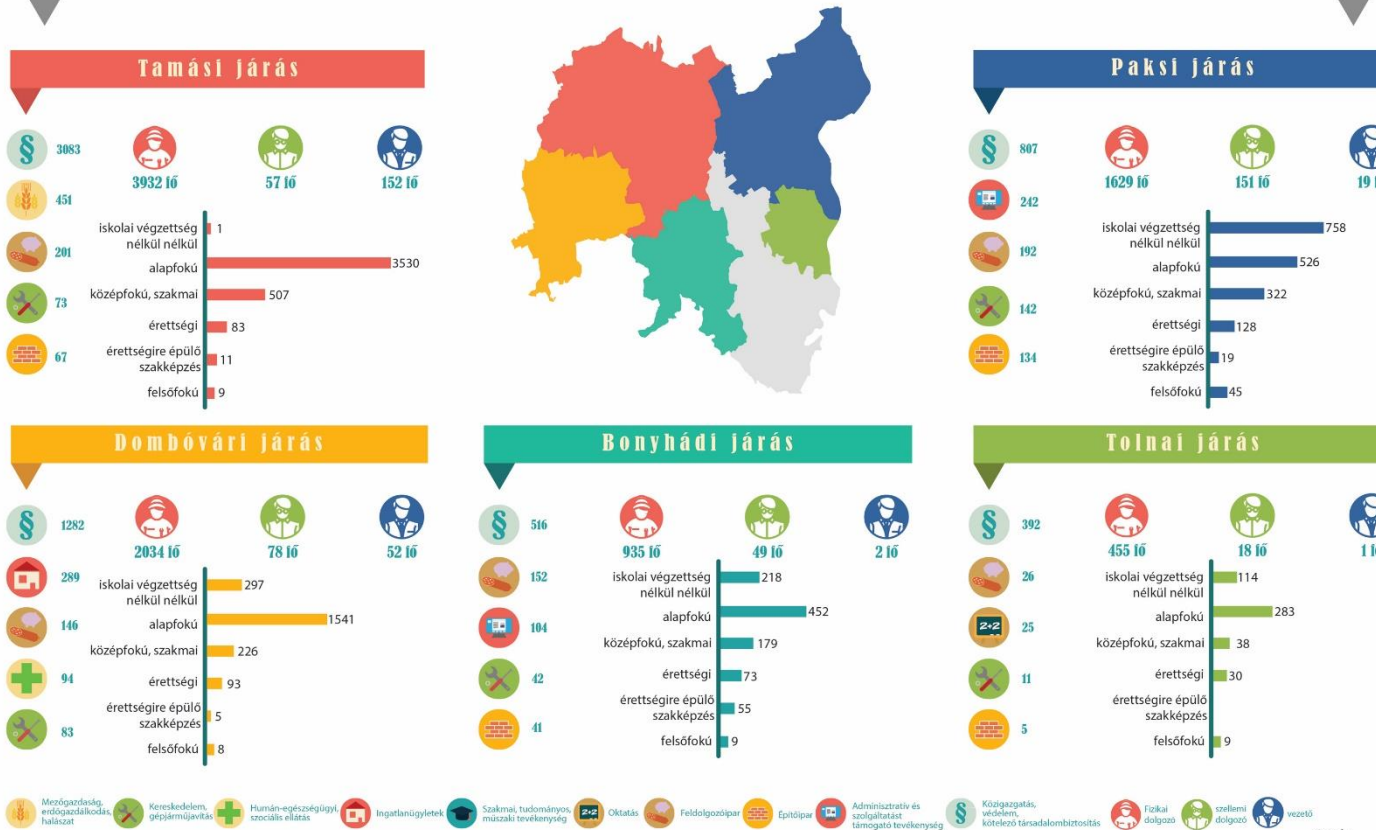 Tamási járás
3083
451
201
73
67
3932 fő
57 fő
152 fő
iskolai végzettség
nélkül nélkül
1
alapfokú
3530
középfokú, szakmai
507
érettségi
83
érettségire épülő
szakképzés
11
felsőfokú
9
Paksi járás
807
242
192
142
134
1629 fő
151 fő
19 f
iskolai végzettség
nélkül nélkül
758
alapfokú
526
középfokú, szakmai
322
érettségi
128
érettségire épülő
szakképzés
19
felsőfokú
45
Dombóvári járás
1282
289
146
94
83
2034 fő
78 fő
52 fő
iskolai végzettség
nélkül nélkül
297
alapfokú
1541
középfokú, szakmai
226
érettségi
93
érettségire épülő
szakképzés
5
felsőfokú
8
Bonyhádi járás
516
152
104
42
41
935 fő
49 fő
2 fő
iskolai végzettség
nélkül nélkül
218
alapfokú
452
középfokú, szakmai
179
érettségi
73
érettségire épülő
szakképzés
55
felsőfokú
9
Tolnai járás
392
26
2+2
25
11
5
455 fő
18 fő
1 fő
iskolai végzettség
nélkül nélkül
114
alapfokú
283
középfokú, szakmai
38
érettségi
30
érettségire épülő
szakképzés
felsőfokú
9
Mezőgazdaság,
erdőgazdálkodás,
halászat
Kereskedelem,
gépjárműjavítás
Humán-egészségügyi,
szociális ellátás
Ingatlanügyletek
Szakmai, tudományos,
műszaki tevékenység
2+2
Oktatás
Feldolgozóipar
Építőipar
Adminisztratív és
szolgáltatást
támogató tevékenység
§
Közigazgatás,
védelem,
kötelező társadalombiztosítás
Fizikai
dolgozó
szellemi
dolgozó
vezető